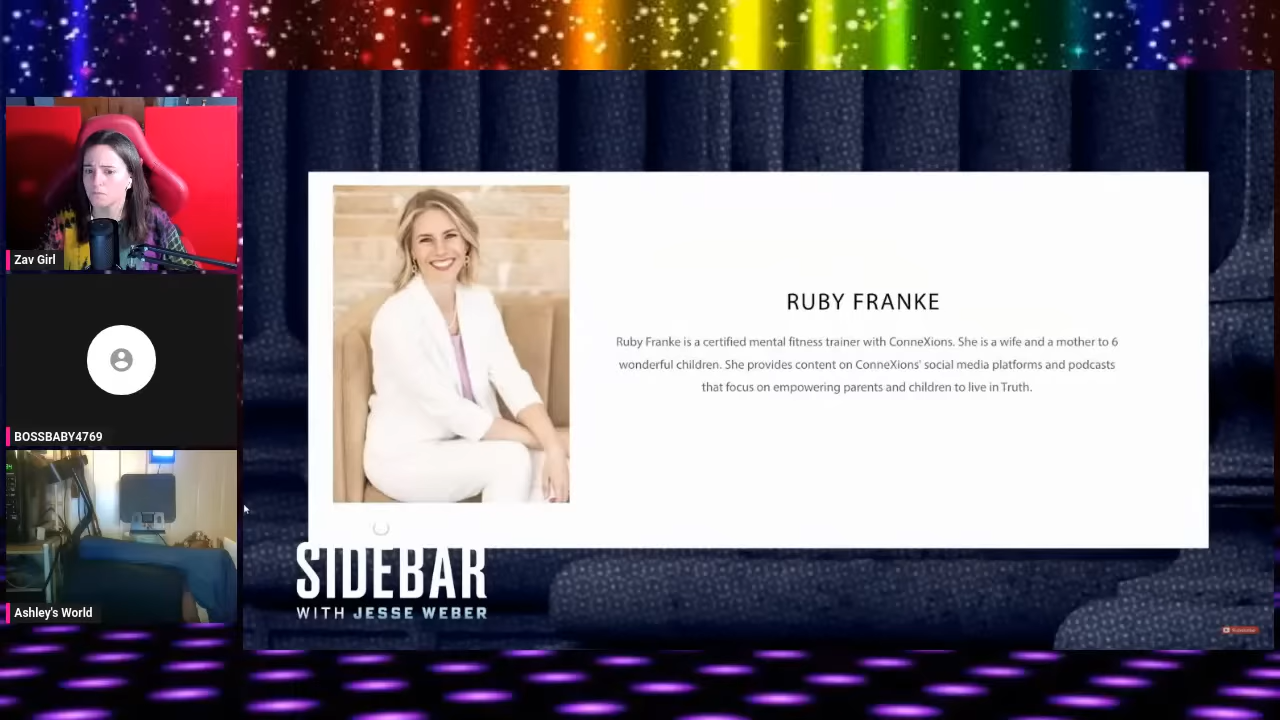 Zav Girl
BOSSBABY4769
Ashley's World
RUBY FRANKE
Ruby Franke is a certified mental fitness trainer with ConneXions. She is a wife and a mother to 6
wonderful children. She provides content on ConneXions' social media platforms and podcasts
that focus on empowering parents and children to live in Truth.
SIDEBAR
WITH JESSE WEBER